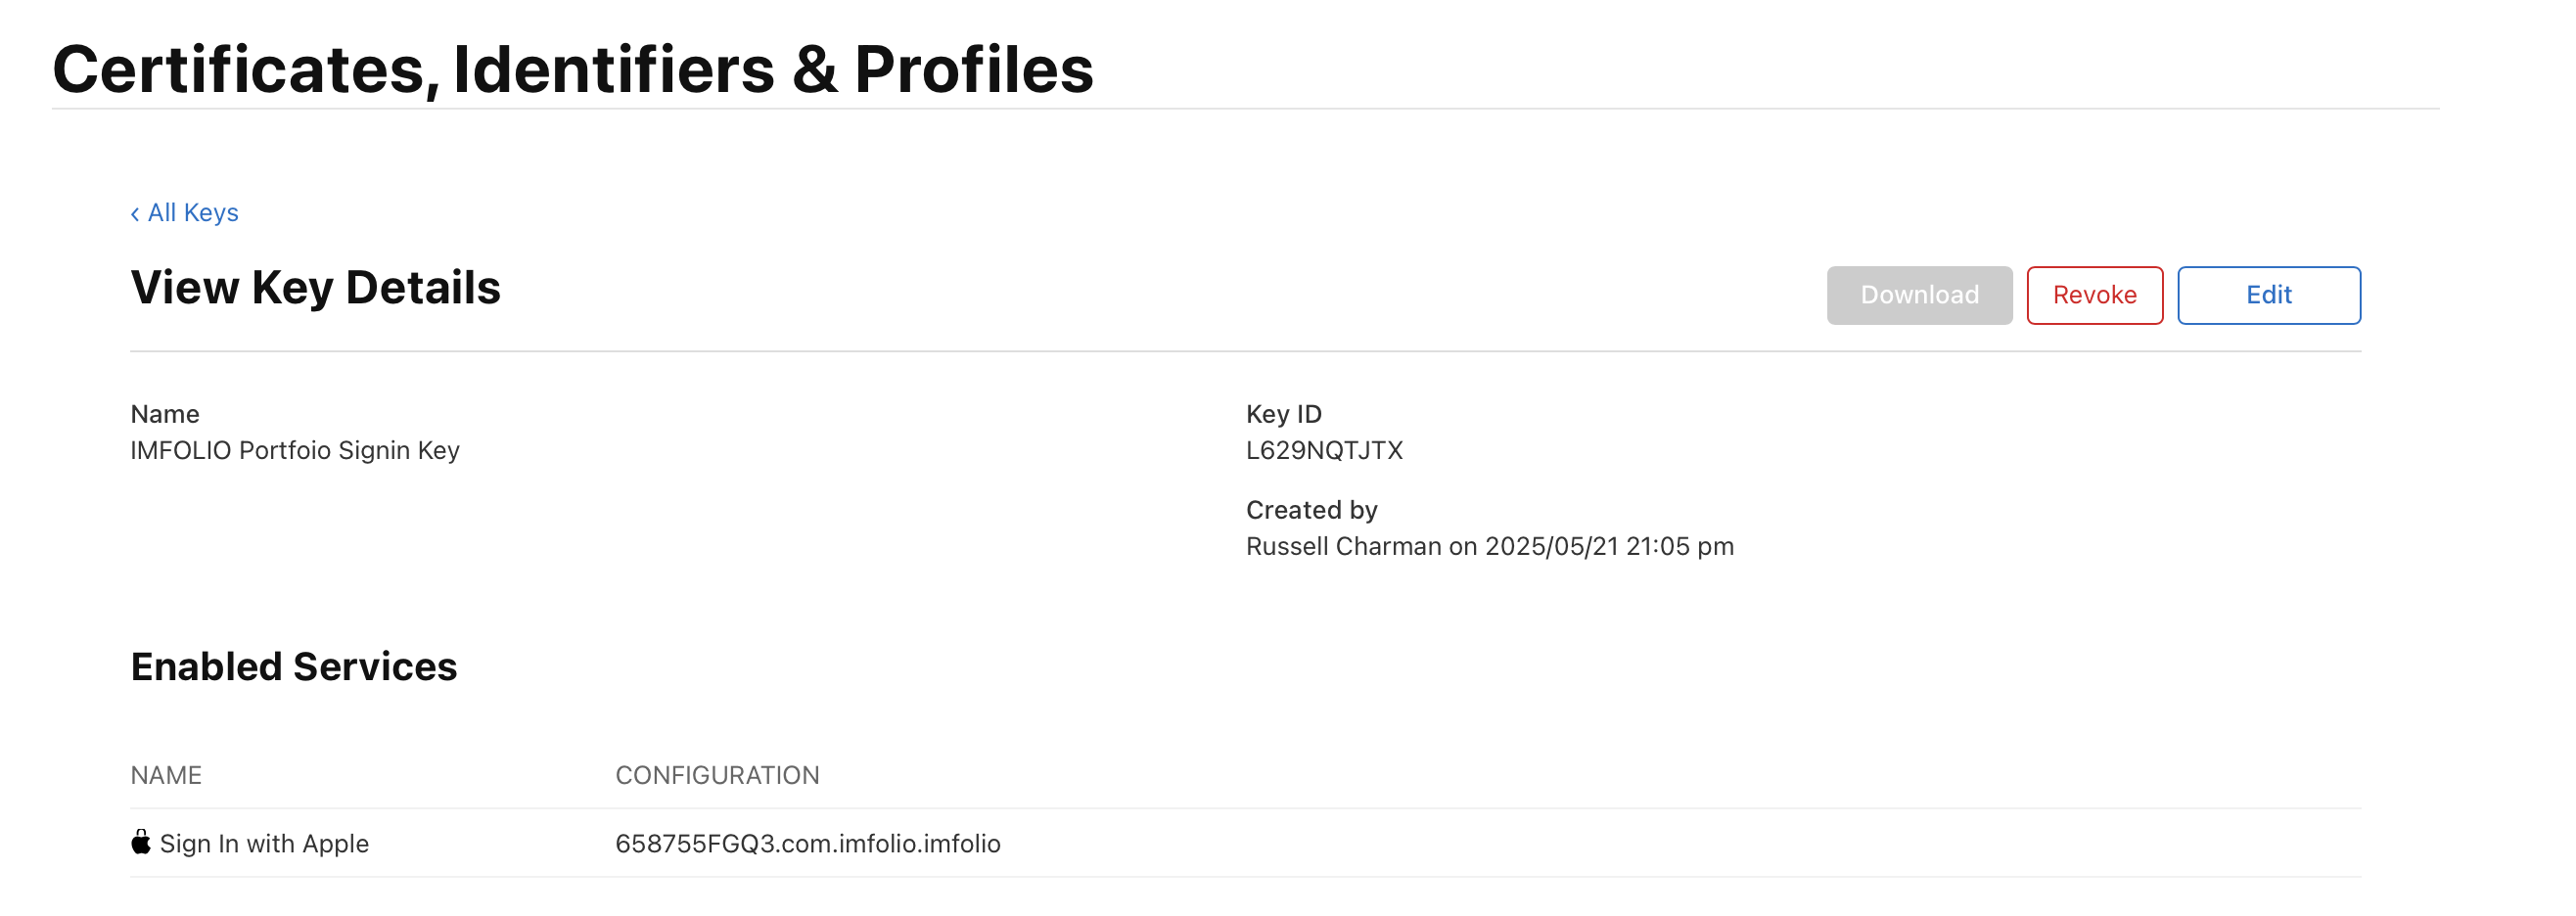 Certificates, Identifiers & Profiles
‹ All Keys
View Key Details
Download
Revoke
Edit
Name
IMFOLIO Portfoio Signin Key
Key ID
L629NQTJTX
Created by
Russell Charman on 2025/05/21 21:05 pm
Enabled Services
NAME CONFIGURATION
Sign In with Apple 658755FGQ3.com.imfolio.imfolio